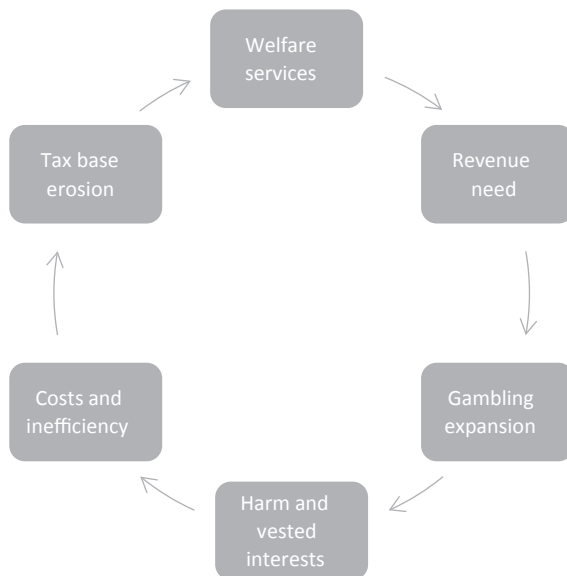 Welfare
services
Revenue
need
Gambling
expansion
Harm and
vested
interests
Costs and
inefficiency
Tax base
erosion